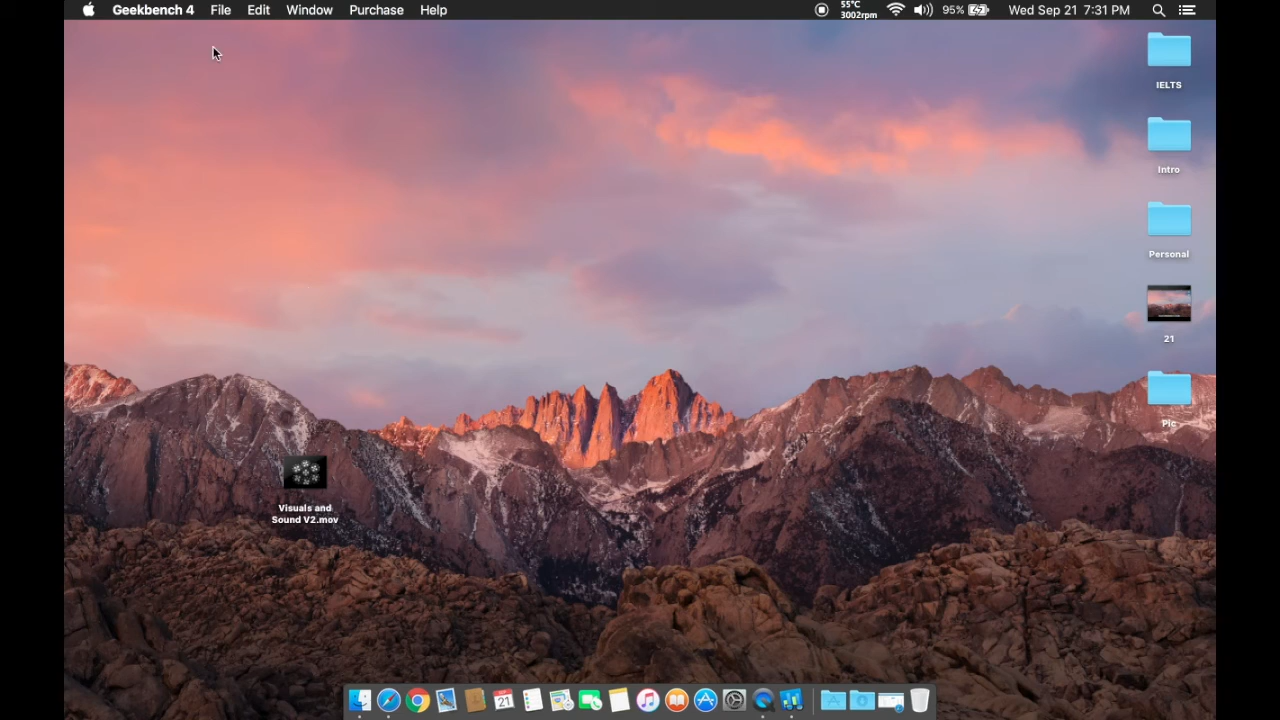 Geekbench 4 File Edit Window Purchase Help 55°C 3002rpm 95% Wed Sep 21 7:31 PM
IELTS
Intro
Personal
21
Pic
Visuals and
Sound V2.mov
21